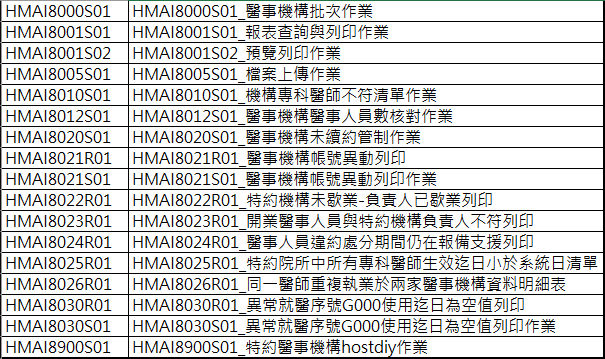 HMAI8000S01 HMAI8000S01_醫事機構批次作業
HMAI8001S01 HMAI8001S01_報表查詢與列印作業
HMAI8001S02 HMAI8001S02_預覽列印作業
HMAI8005S01 HMAI8005S01_檔案上傳作業
HMAI8010S01 HMAI8010S01_機構專科醫師不符清單作業
HMAI8012S01 HMAI8012S01_醫事機構醫事人員數核對作業
HMAI8020S01 HMAI8020S01_醫事機構未續約管制作業
HMAI8021R01 HMAI8021R01_醫事機構帳號異動列印
HMAI8021S01 HMAI8021S01_醫事機構帳號異動列印作業
HMAI8022R01 HMAI8022R01_特約機構未歇業-負責人已歇業列印
HMAI8023R01 HMAI8023R01_開業醫事人員與特約機構負責人不符列印
HMAI8024R01 HMAI8024R01_醫事人員違約處分期間仍在報備支援列印
HMAI8025R01 HMAI8025R01_特約院所中所有專科醫師生效迄日小於系統日清單
HMAI8026R01 HMAI8026R01_同一醫師重複執業於兩家醫事機構資料明細表
HMAI8030R01 HMAI8030R01_異常就醫序號G000使用迄日為空值列印
HMAI8030S01 HMAI8030S01_異常就醫序號G000使用迄日為空值列印作業
HMAI8900S01 HMAI8900S01_特約醫事機構hostdiy作業